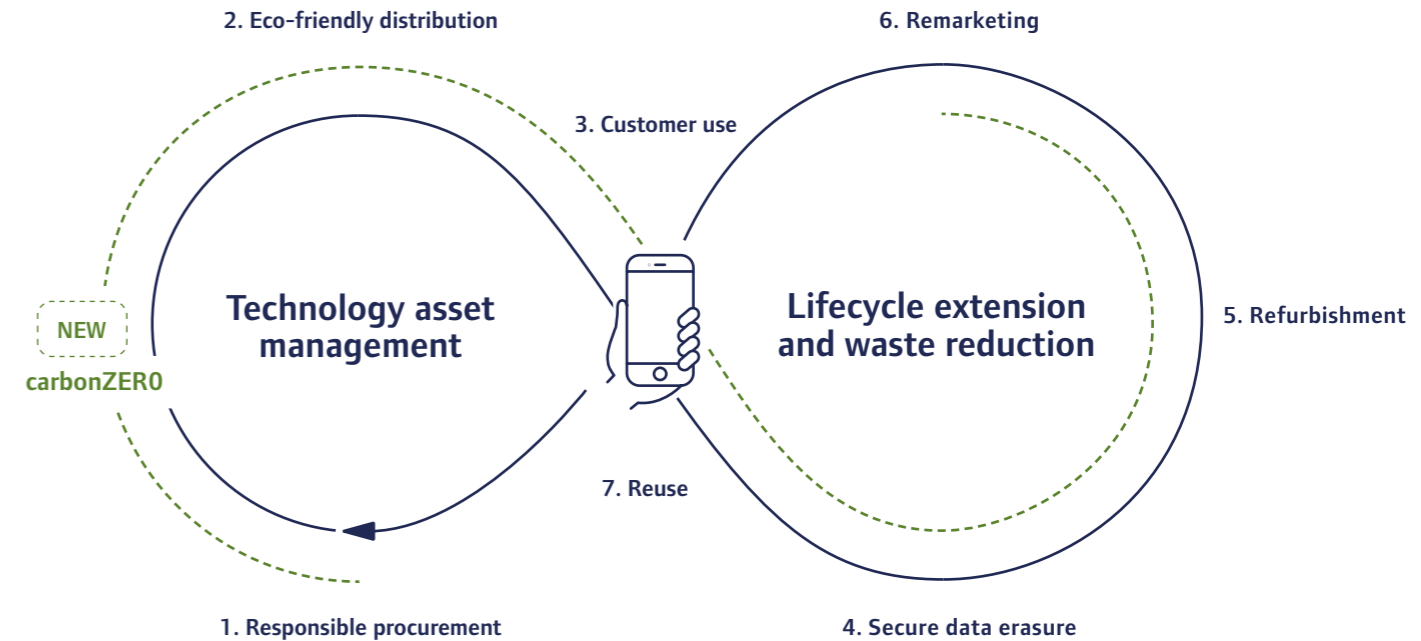 2. Eco-friendly distribution
6. Remarketing
3. Customer use
Technology asset
management
Lifecycle extension
and waste reduction
NEW
carbonZER0
5. Refurbishment
7. Reuse
1. Responsible procurement
4. Secure data erasure